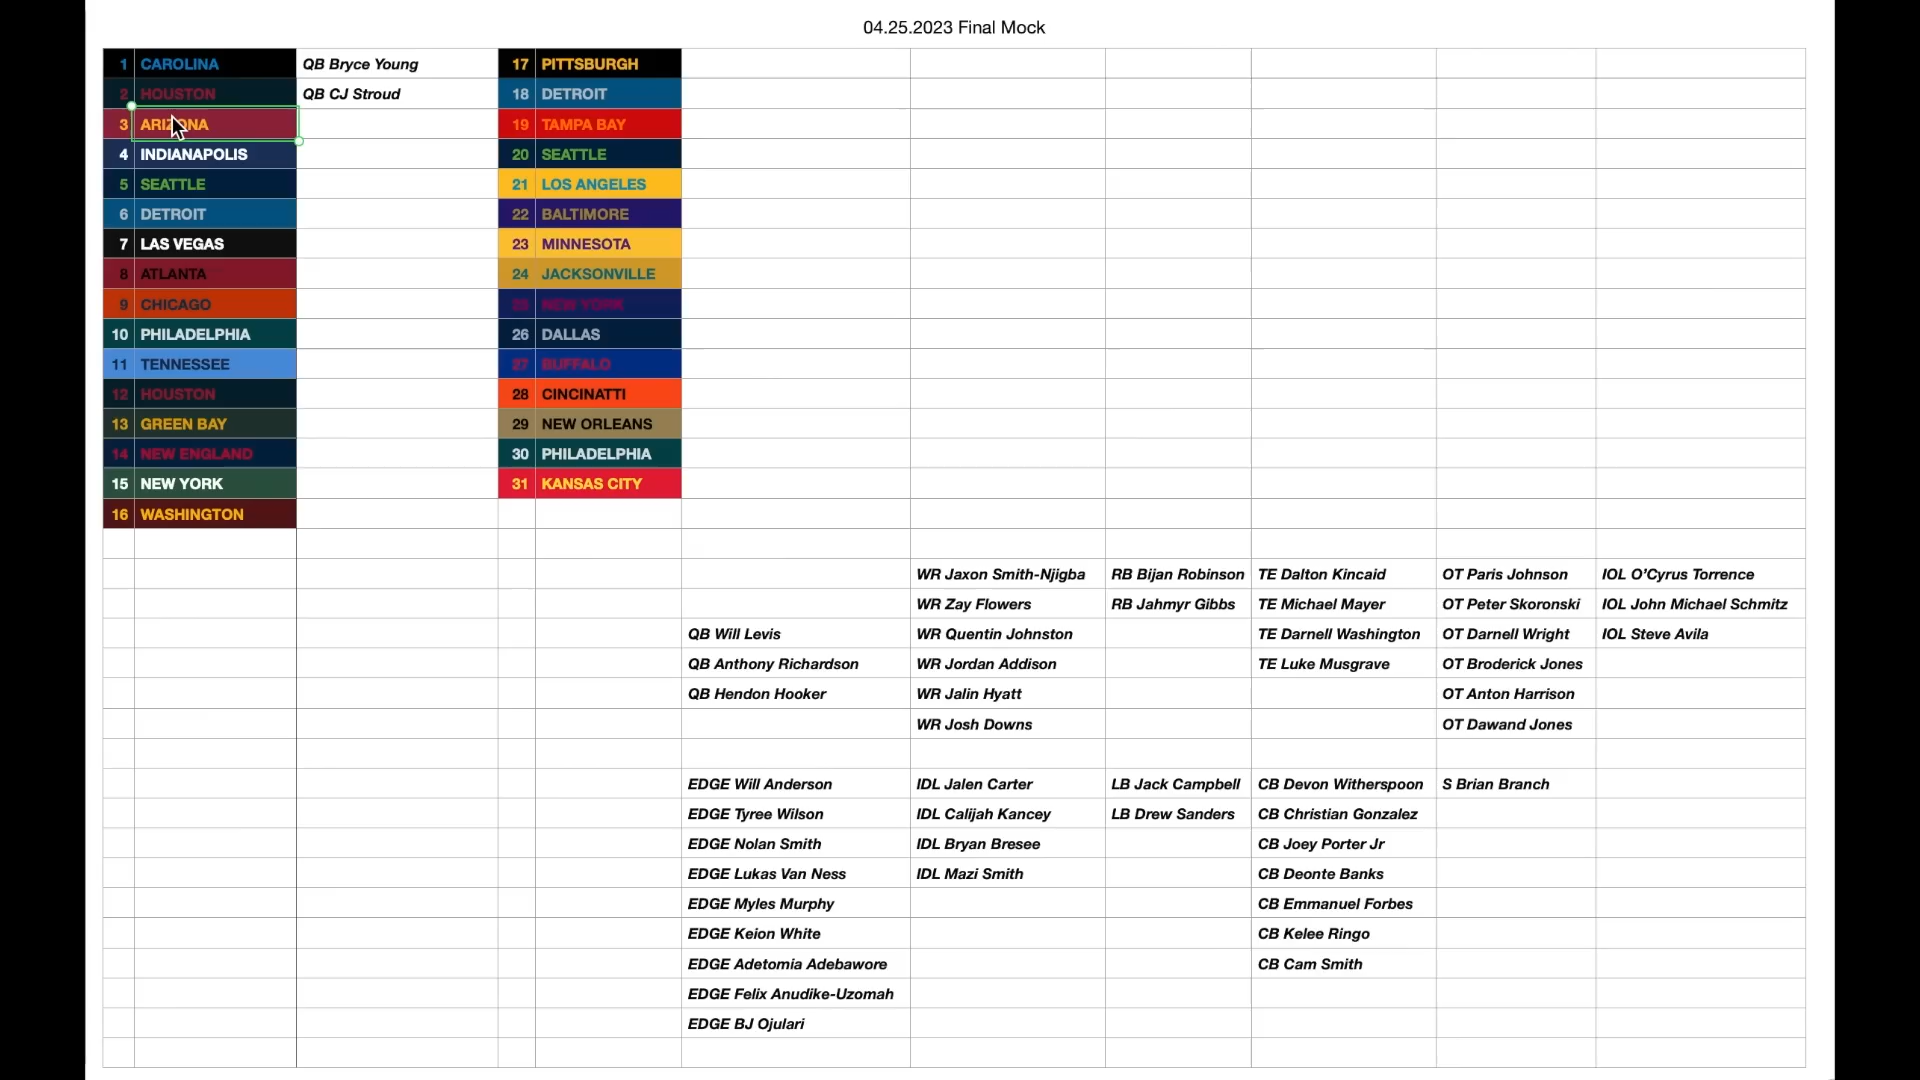 04.25.2023 Final Mock
1 CAROLINA QB Bryce Young 17 PITTSBURGH
2 HOUSTON QB CJ Stroud 18 DETROIT
3 ARIZONA 19 TAMPA BAY
4 INDIANAPOLIS 20 SEATTLE
5 SEATTLE 21 LOS ANGELES
6 DETROIT 22 BALTIMORE
7 LAS VEGAS 23 MINNESOTA
8 ATLANTA 24 JACKSONVILLE
9 CHICAGO 25 NEW YORK
10 PHILADELPHIA 26 DALLAS
11 TENNESSEE 27 BUFFALO
12 HOUSTON 28 CINCINATTI
13 GREEN BAY 29 NEW ORLEANS
14 NEW ENGLAND 30 PHILADELPHIA
15 NEW YORK 31 KANSAS CITY
16 WASHINGTON
WR Jaxon Smith-Njigba RB Bijan Robinson TE Dalton Kincaid OT Paris Johnson IOL O'Cyrus Torrence
WR Zay Flowers RB Jahmyr Gibbs TE Michael Mayer OT Peter Skoronski IOL John Michael Schmitz
QB Will Levis WR Quentin Johnston TE Darnell Washington OT Darnell Wright IOL Steve Avila
QB Anthony Richardson WR Jordan Addison TE Luke Musgrave OT Broderick Jones
QB Hendon Hooker WR Jalin Hyatt OT Anton Harrison
WR Josh Downs OT Dawand Jones
EDGE Will Anderson IDL Jalen Carter LB Jack Campbell CB Devon Witherspoon S Brian Branch
EDGE Tyree Wilson IDL Calijah Kancey LB Drew Sanders CB Christian Gonzalez
EDGE Nolan Smith IDL Bryan Bresee CB Joey Porter Jr
EDGE Lukas Van Ness IDL Mazi Smith CB Deonte Banks
EDGE Myles Murphy CB Emmanuel Forbes
EDGE Keion White CB Kelee Ringo
EDGE Adetomia Adebawore CB Cam Smith
EDGE Felix Anudike-Uzomah
EDGE BJ Ojulari